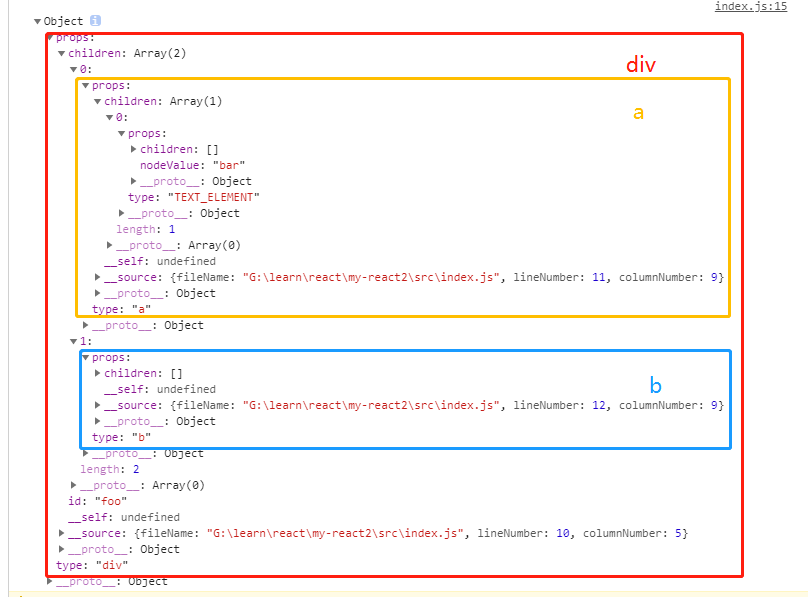 index.js:15
▼Object i
▼props:
div
▼children: Array(2)
▼0:
▼props:
a
▼children: Array(1)
▼0:
▼props:
▶children: []
nodeValue: "bar"
▶__proto__: Object
type: "TEXT_ELEMENT"
▶__proto__: Object
length: 1
▶__proto__: Array(0)
__self: undefined
▶__source: {fileName: "G:\learn\react\my-react2\src\index.js", lineNumber: 11, columnNumber: 9}
▶__proto__: Object
type: "a"
▶__proto__: Object
▼1:
▼props:
▶children: []
b
__self: undefined
▶__source: {fileName: "G:\learn\react\my-react2\src\index.js", lineNumber: 12, columnNumber: 9}
▶__proto__: Object
type: "b"
▶__proto__: Object
length: 2
▶__proto__: Array(0)
id: "foo"
__self: undefined
▶__source: {fileName: "G:\learn\react\my-react2\src\index.js", lineNumber: 10, columnNumber: 5}
▶__proto__: Object
type: "div"
▶__proto__: Object